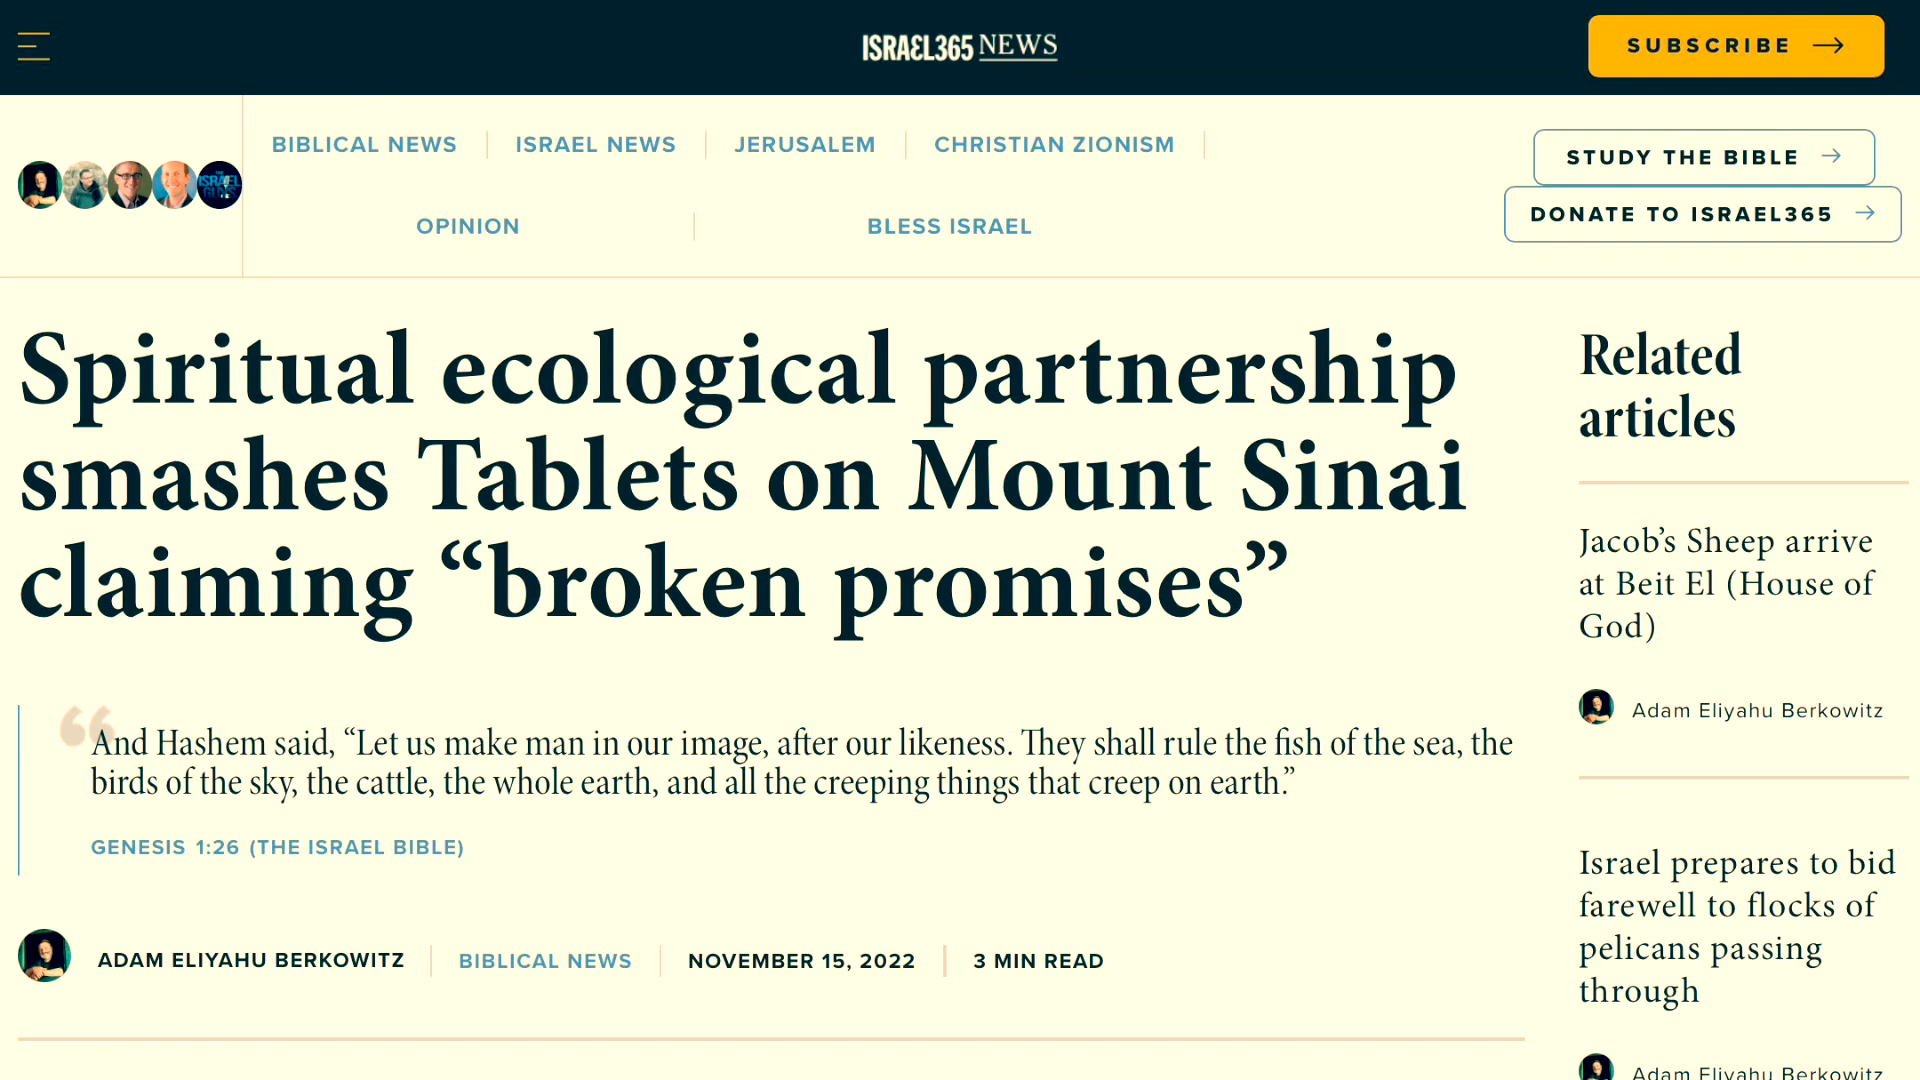 ISRAEL365 NEWS
SUBSCRIBE
BIBLICAL NEWS
ISRAEL NEWS
JERUSALEM
CHRISTIAN ZIONISM
OPINION
BLESS ISRAEL
STUDY THE BIBLE
DONATE TO ISRAEL365
THE
ISRAEL
GUYS
Spiritual ecological partnership
smashes Tablets on Mount Sinai
claiming “broken promises”
And Hashem said, “Let us make man in our image, after our likeness. They shall rule the fish of the sea, the
birds of the sky, the cattle, the whole earth, and all the creeping things that creep on earth.”
GENESIS 1:26 (THE ISRAEL BIBLE)
ADAM ELIYAHU BERKOWITZ
BIBLICAL NEWS
NOVEMBER 15, 2022
3 MIN READ
Related
articles
Jacob’s Sheep arrive
at Beit El (House of
God)
Adam Eliyahu Berkowitz
Israel prepares to bid
farewell to flocks of
pelicans passing
through
Adam Eliyahu Berkowitz